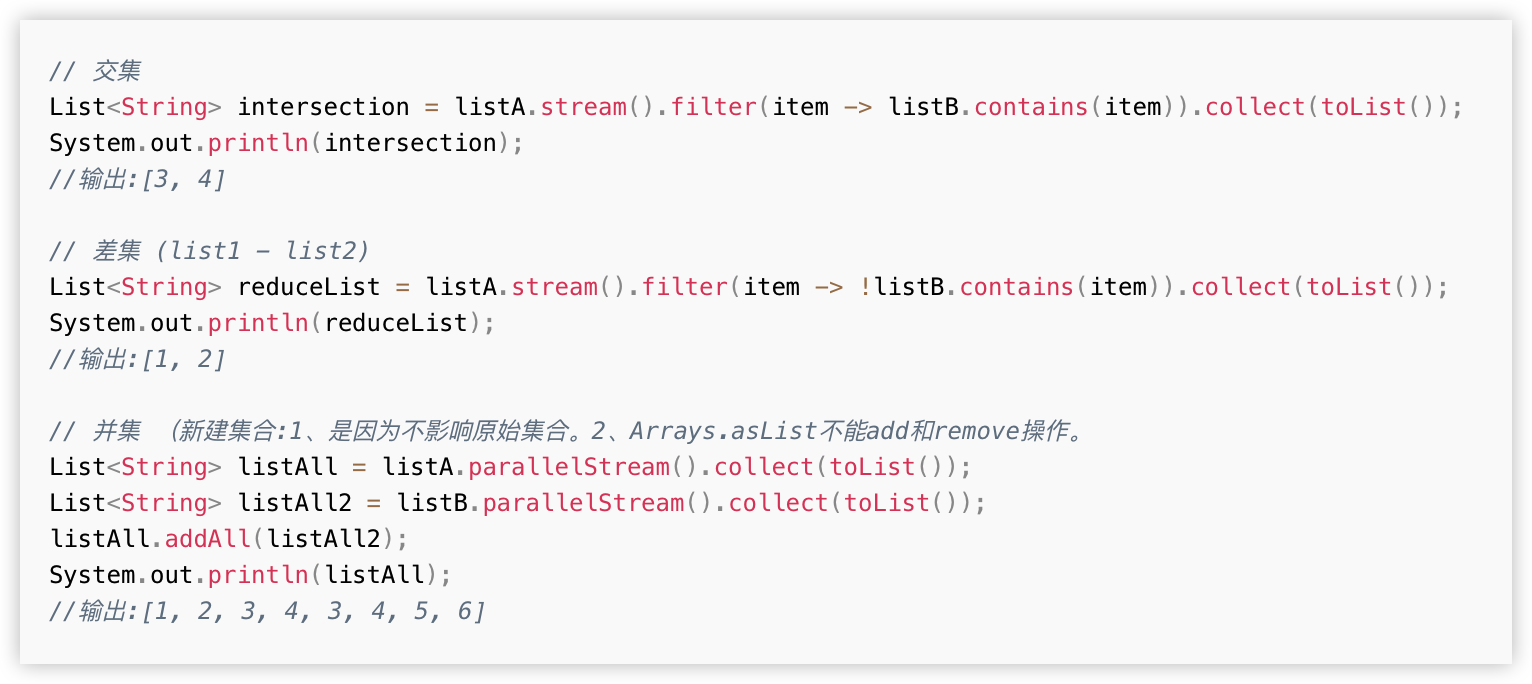 // 交集
List<String> intersection = listA.stream().filter(item -> listB.contains(item)).collect(toList());
System.out.println(intersection);
//输出:[3, 4]
// 差集 (list1 - list2)
List<String> reduceList = listA.stream().filter(item -> !listB.contains(item)).collect(toList());
System.out.println(reduceList);
//输出:[1, 2]
// 并集 （新建集合:1、是因为不影响原始集合。2、Arrays.asList不能add和remove操作。
List<String> listAll = listA.parallelStream().collect(toList());
List<String> listAll2 = listB.parallelStream().collect(toList());
listAll.addAll(listAll2);
System.out.println(listAll);
//输出:[1, 2, 3, 4, 3, 4, 5, 6]